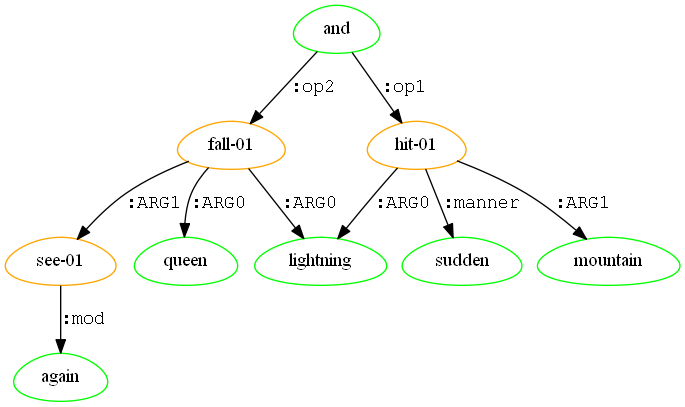 and
:op2 :op1
fall-01 hit-01
:ARG1 :ARG0 :ARG0 :ARG0 :manner :ARG1
see-01 queen lightning sudden mountain
:mod
again